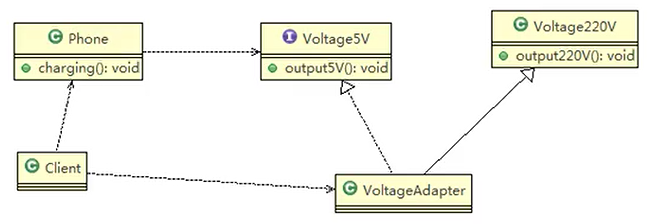 C Phone
charging(): void
I Voltage5V
output5V(): void
C Voltage220V
output220V(): void
C Client
C VoltageAdapter